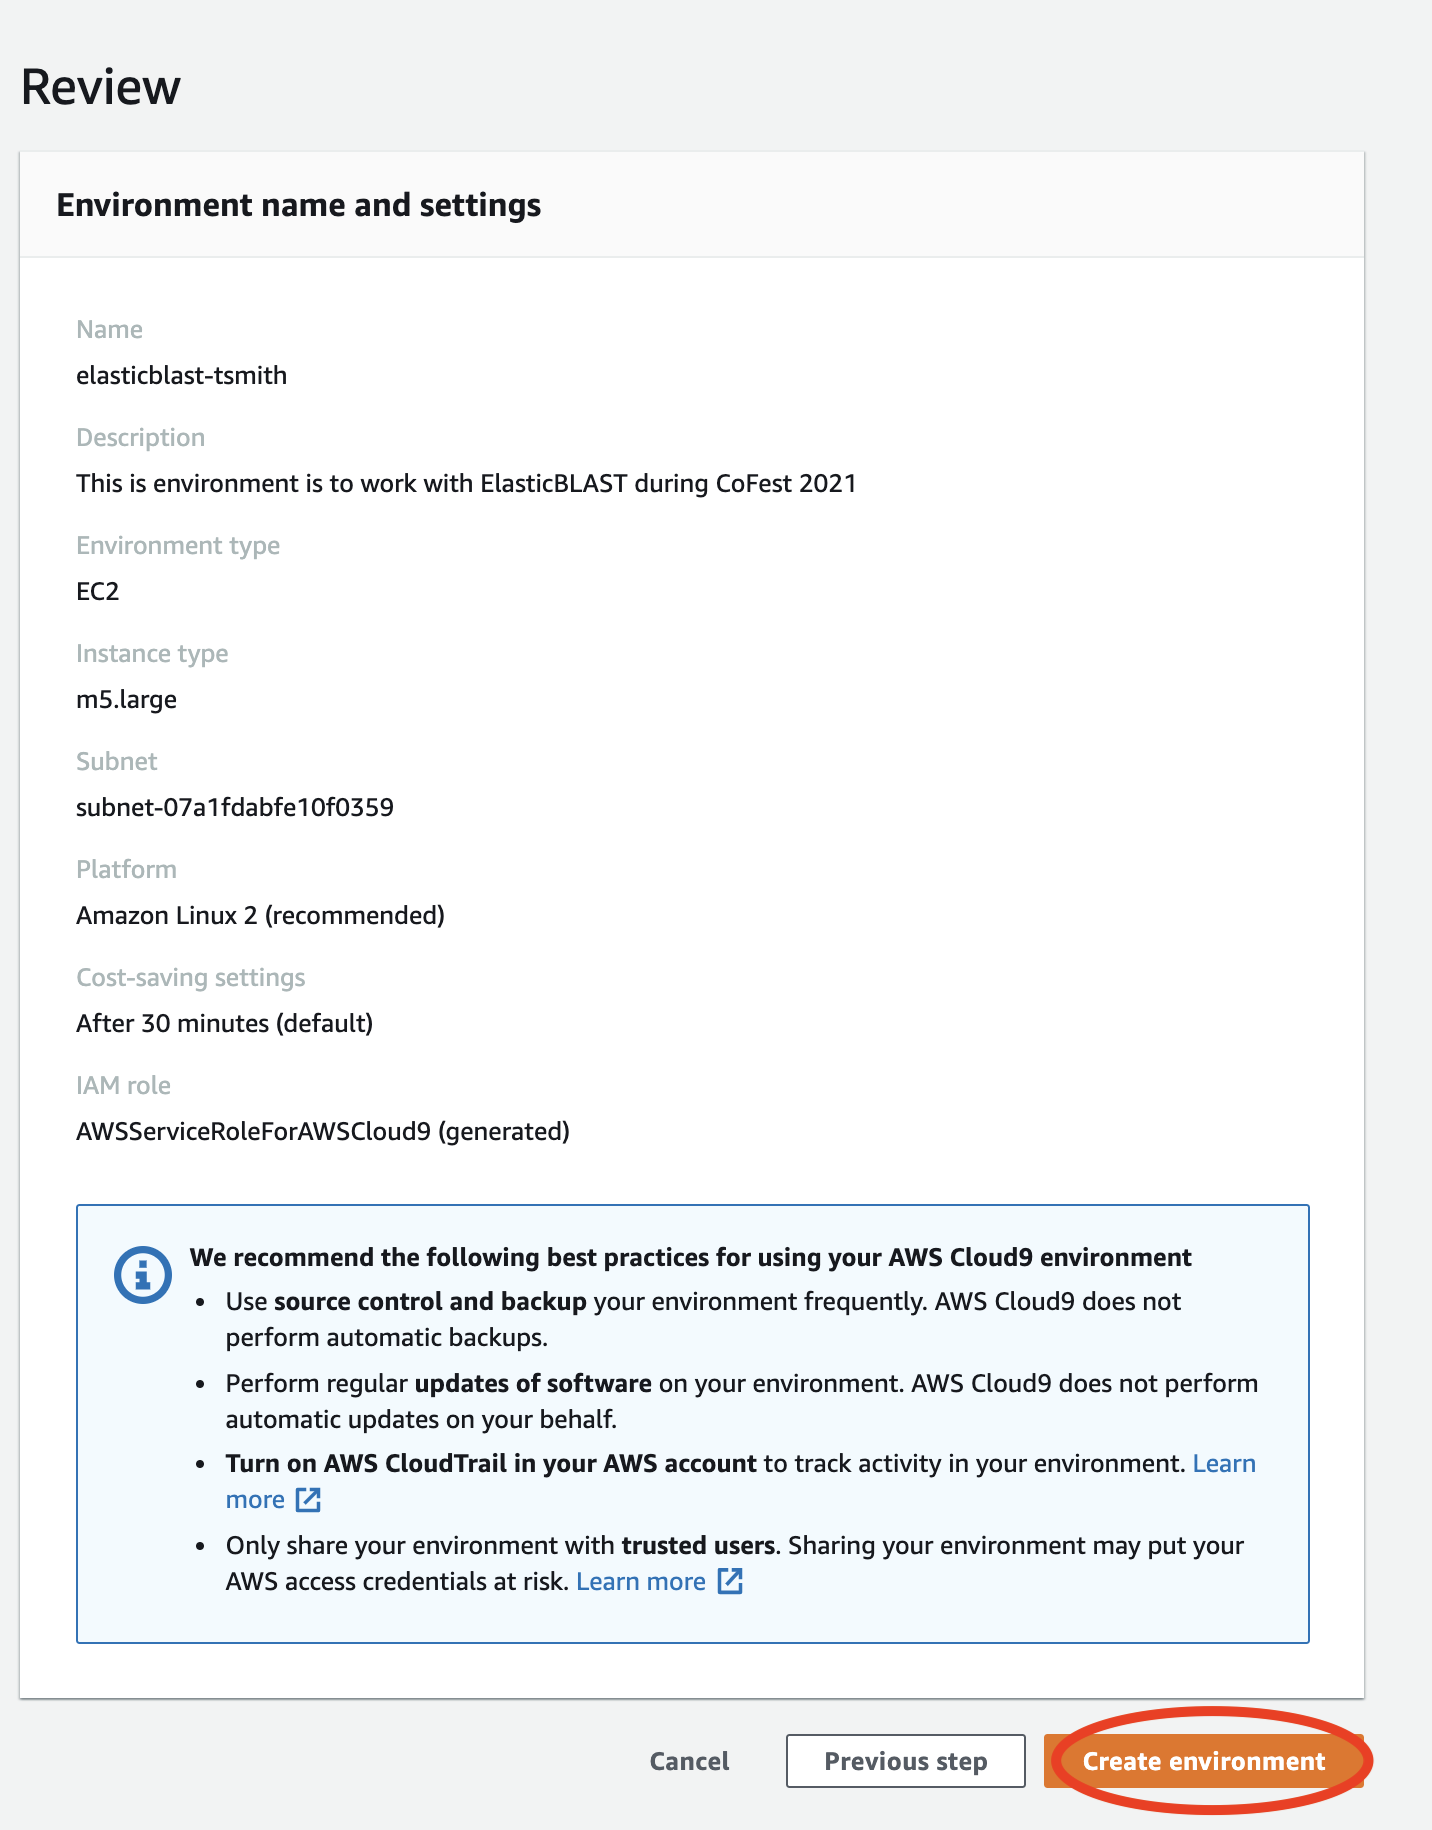 Review
Environment name and settings
Name
elasticblast-tsmith
Description
This is environment is to work with ElasticBLAST during CoFest 2021
Environment type
EC2
Instance type
m5.large
Subnet
subnet-07a1fdabfe10f0359
Platform
Amazon Linux 2 (recommended)
Cost-saving settings
After 30 minutes (default)
IAM role
AWSServiceRoleForAWSCloud9 (generated)
We recommend the following best practices for using your AWS Cloud9 environment
• Use source control and backup your environment frequently. AWS Cloud9 does not
perform automatic backups.
• Perform regular updates of software on your environment. AWS Cloud9 does not perform
automatic updates on your behalf.
• Turn on AWS CloudTrail in your AWS account to track activity in your environment. Learn
more
• Only share your environment with trusted users. Sharing your environment may put your
AWS access credentials at risk. Learn more
Cancel
Previous step
Create environment